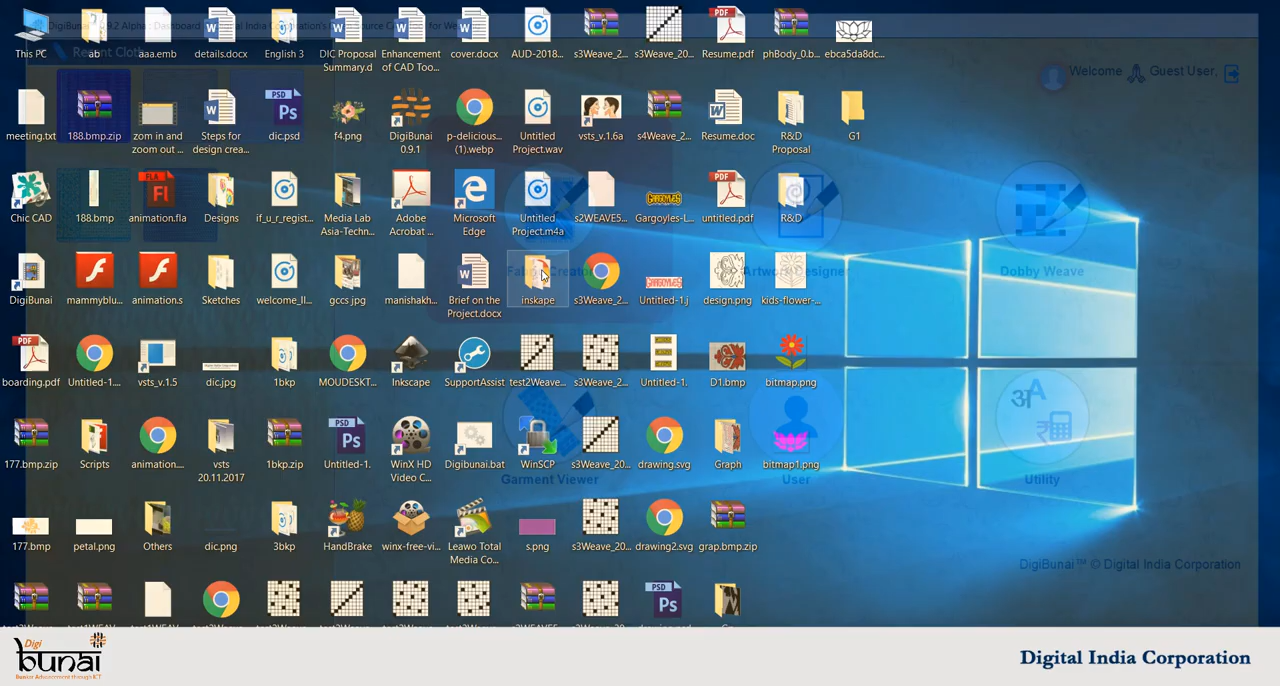 This PC
ab
aaa.emb
details.docx
English 3
DIC Proposal Summary.d
Enhancement of CAD Too...
cover.docx
AUD-2018...
s3Weave_2...
s3Weave_20...
Resume.pdf
phBody_0.b...
ebca5da8dc...
Recent Cloth
Welcome
Guest User,
meeting.txt
188.bmp.zip
zom in and zoom out ...
Steps for design crea...
dic.psd
f4.png
DigiBunai 0.9.1
p-delicious... (1).webp
Untitled Project.wav
vsts_v.1.6a
s4Weave_2...
Resume.doc
R&D Proposal
G1
Chic CAD
188.bmp
animation.fla
Designs
if_u_r_regist...
Media Lab Asia-Techn...
Adobe Acrobat ...
Microsoft Edge
Untitled Project.m4a
s2WEAVE5...
Gargoyles-L...
untitled.pdf
R&D
Artwork Designer
Dobby Weave
DigiBunai
mammyblu...
animation.s
Sketches
welcome_ll...
gccs jpg
manishakh...
Brief on the Project.docx
inskape
s3Weave_2...
Untitled-1.j
design.png
kids-flower-...
boarding.pdf
Untitled-1....
vsts_v.1.5
dic.jpg
1bkp
MOUDESKT...
Inkscape
SupportAssist
test2Weave...
s3Weave_2...
Untitled-1.
D1.bmp
bitmap.png
177.bmp.zip
Scripts
animation....
vsts 20.11.2017
1bkp.zip
Untitled-1.
WinX HD Video C...
Digibunai.bat
WinSCP
s3Weave_20...
drawing.svg
Graph
bitmap1.png
Garment Viewer
User
Utility
177.bmp
petal.png
Others
dic.png
3bkp
HandBrake
winx-free-vi...
Leawo Total Media Co...
s.png
s3Weave_20...
drawing2.svg
grap.bmp.zip
DigiBunai™ © Digital India Corporation
Digi
bunai
Digital India Corporation